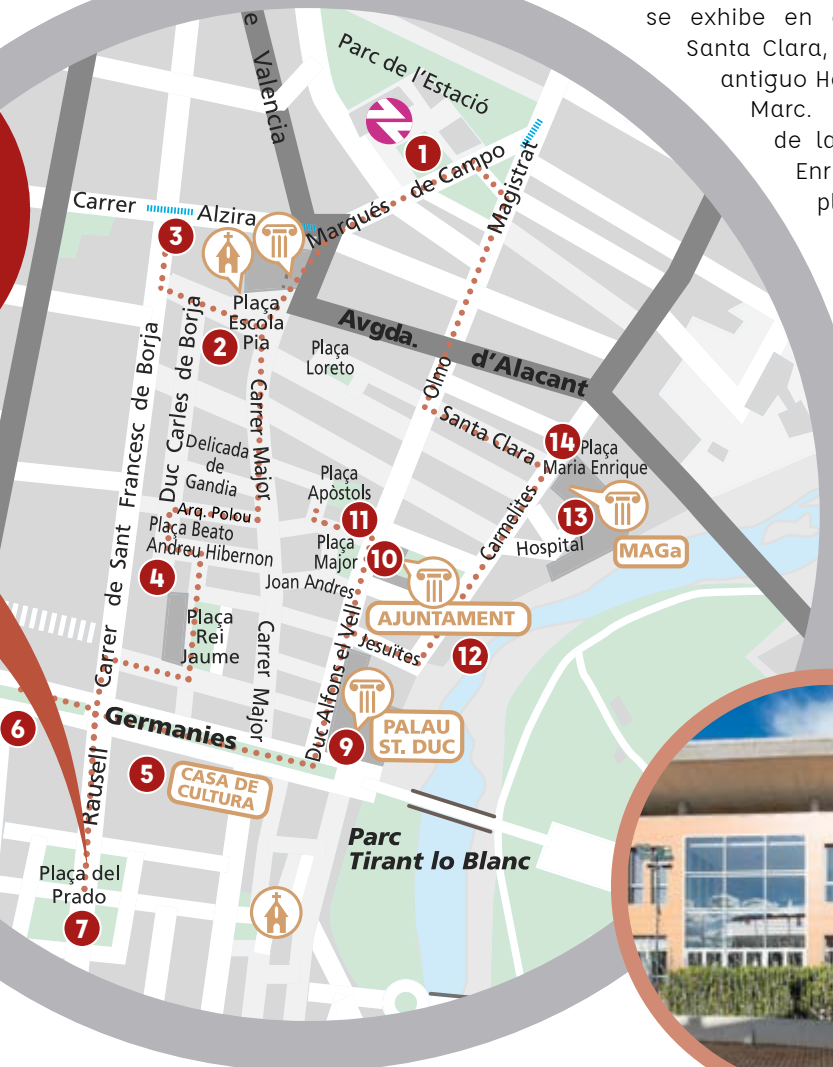 se exhibe en
Santa Clara,
antiguo
Marc.
de
Valencia
Parc de l'Estació
1
Marqués de Campo
Magistrat
Carrer Alzira
3
Plaça
Escola
Pia
2
Avgda. d'Alacant
Plaça
Loreto
Olmo
Santa Clara
14
Plaça
Maria Enrique
Carrer de Sant Francesc de Borja
Duc Carles de Borja
Carrer Major
Delicada
de
Gandia
Plaça
Apòstols
11
Arq. Polou
Plaça Beato
Andreu Hibernon
4
Plaça
Major
10
Joan Andres
Carmelites
13
Hospital
MAGa
AJUNTAMENT
Plaça
Rei
Jaume
Carrer Major
Duc Alfons el Vell
Jesuïtes
12
6
Germanies
9
PALAU
ST. DUC
5
CASA DE
CULTURA
Rausell
Parc
Tirant lo Blanc
Plaça del
Prado
7